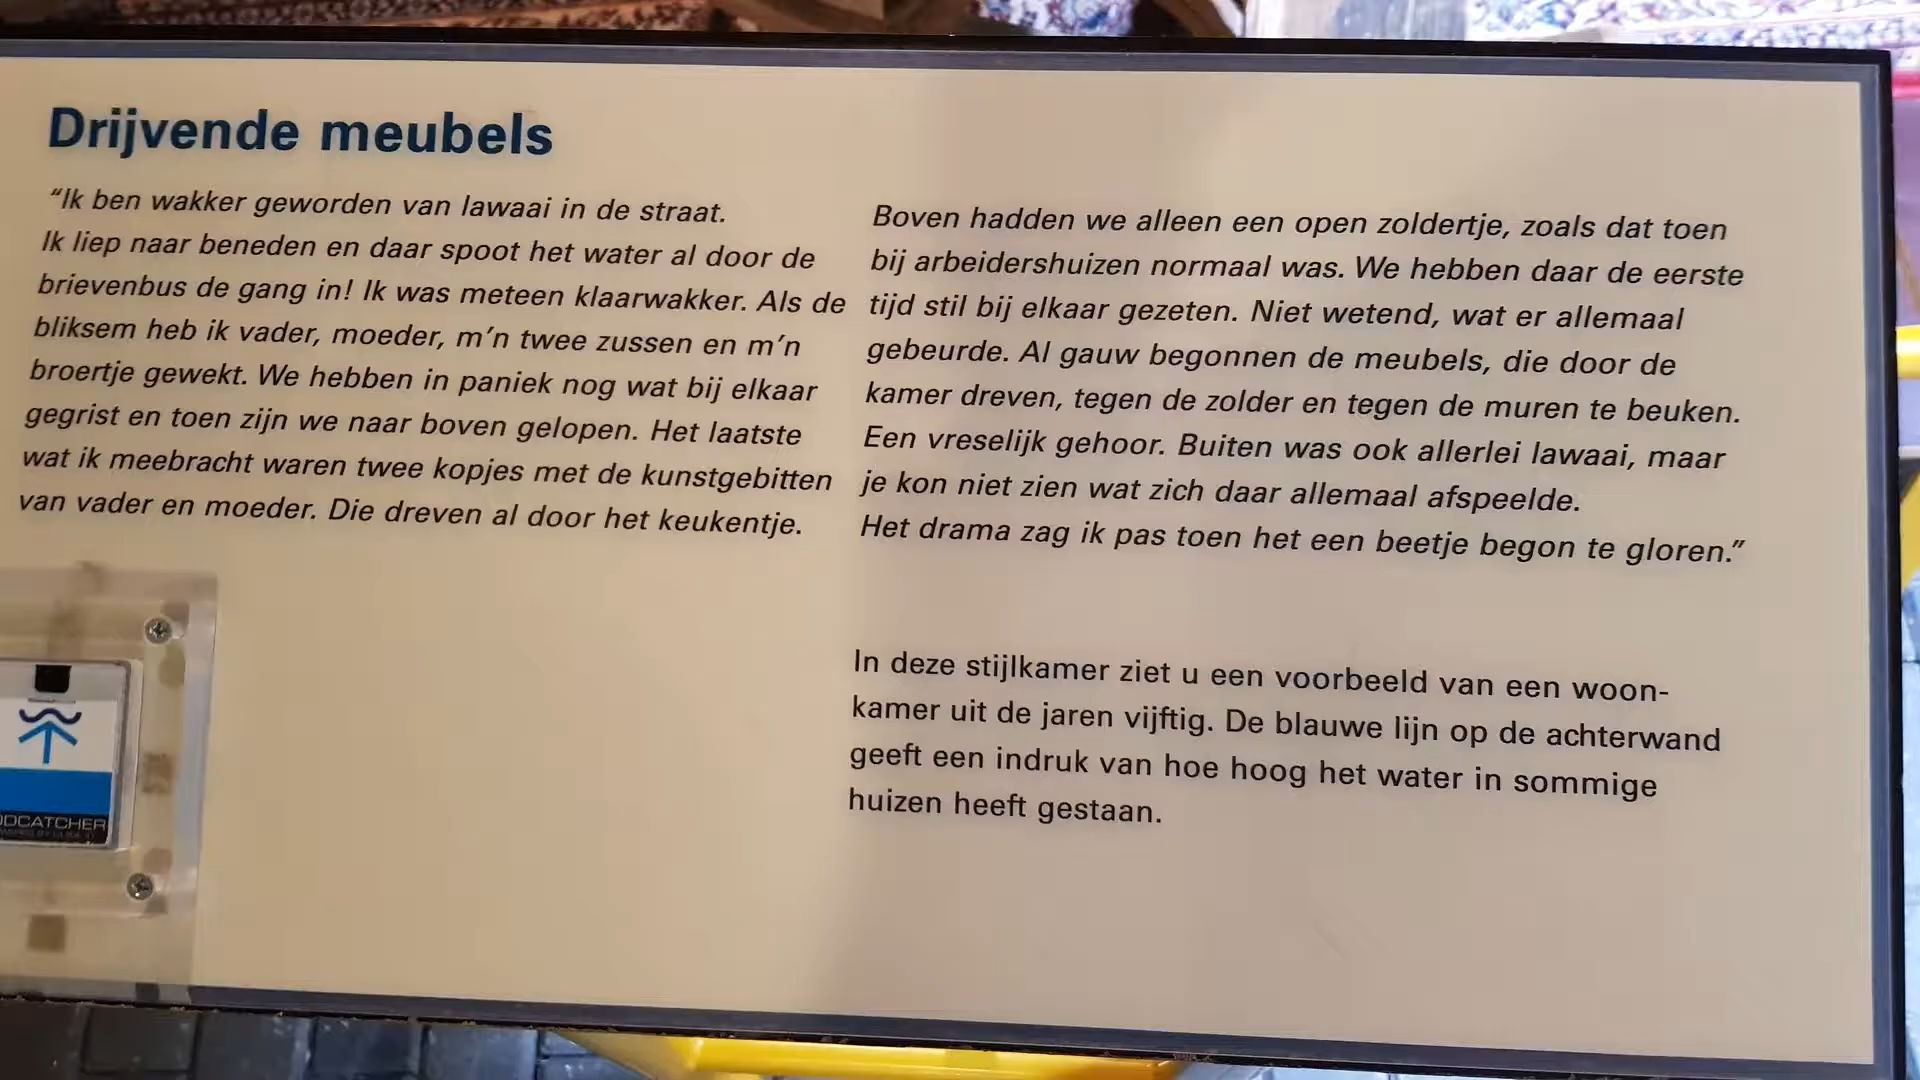 Drijvende meubels
“Ik ben wakker geworden van lawaai in de straat.
Ik liep naar beneden en daar spoot het water al door de
brievenbus de gang in! Ik was meteen klaarwakker. Als de
bliksem heb ik vader, moeder, m’n twee zussen en m’n
broertje gewekt. We hebben in paniek nog wat bij elkaar
gegrist en toen zijn we naar boven gelopen. Het laatste
wat ik meebracht waren twee kopjes met de kunstgebitten
van vader en moeder. Die dreven al door het keukentje.
Boven hadden we alleen een open zoldertje, zoals dat toen
bij arbeidershuizen normaal was. We hebben daar de eerste
tijd stil bij elkaar gezeten. Niet wetend, wat er allemaal
gebeurde. Al gauw begonnen de meubels, die door de
kamer dreven, tegen de zolder en tegen de muren te beuken.
Een vreselijk gehoor. Buiten was ook allerlei lawaai, maar
je kon niet zien wat zich daar allemaal afspeelde.
Het drama zag ik pas toen het een beetje begon te gloren.”
In deze stijlkamer ziet u een voorbeeld van een woon-
kamer uit de jaren vijftig. De blauwe lijn op de achterwand
geeft een indruk van hoe hoog het water in sommige
huizen heeft gestaan.
ODCATCHER